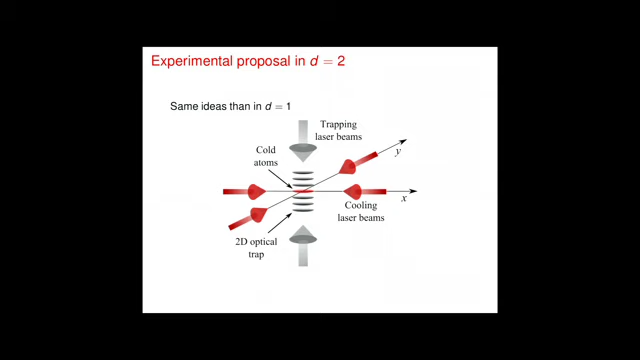 Experimental proposal in d = 2
Same ideas than in d = 1
Trapping
laser beams
Cold
atoms
y
x
Cooling
laser beams
2D optical
trap